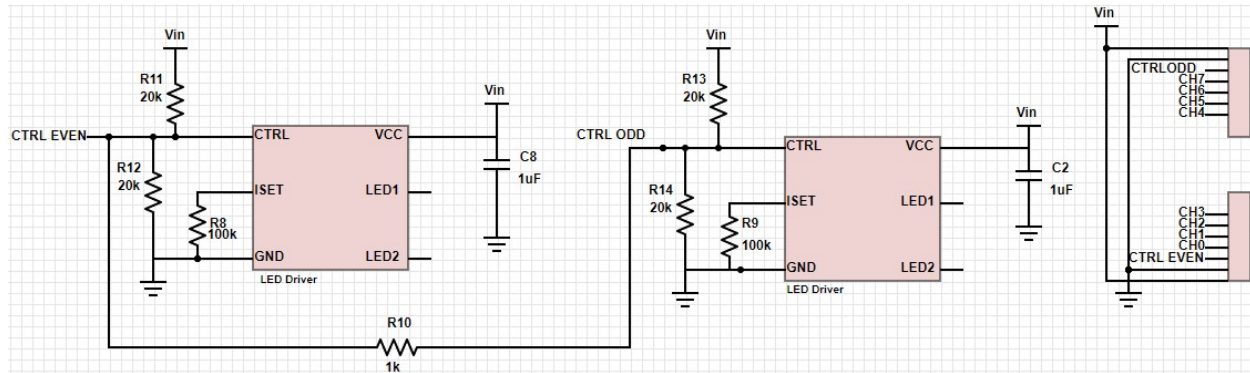 Vin
R11
20k
CTRL EVEN
R12
20k
CTRL
VCC
ISET
LED1
R8
100k
GND
LED2
LED Driver
Vin
C8
1uF
R10
1k
Vin
R13
20k
CTRL ODD
R14
20k
CTRL
VCC
ISET
LED1
R9
100k
GND
LED2
LED Driver
Vin
C2
1uF
Vin
CTRLODD
CH7
CH6
CH5
CH4
CH3
CH2
CH1
CH0
CTRL EVEN